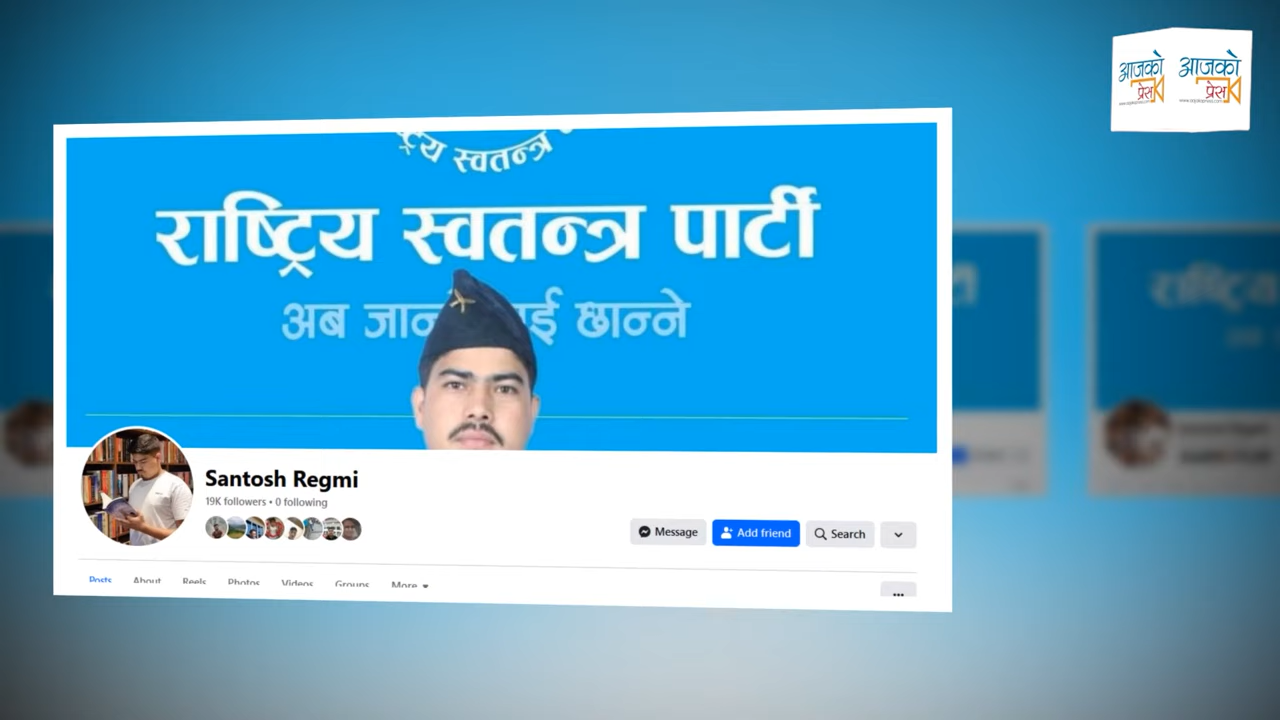 आजको
प्रेस
आजको
प्रेस
ट्रिय स्वतन्त्र
राष्ट्रिय स्वतन्त्र पार्टी
अब छान्ने
Santosh Regmi
19K followers • 0 following
Message
Add friend
Search
Posts About Reels Photos Videos Groups More